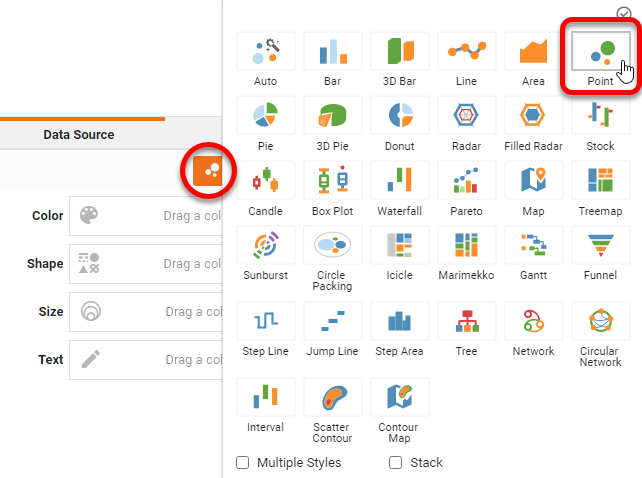 Data Source
Color Drag a col
Shape Drag a col
Size Drag a col
Text Drag a col
Auto Bar 3D Bar Line Area Point
Pie 3D Pie Donut Radar Filled Radar Stock
Candle Box Plot Waterfall Pareto Map Treemap
Sunburst Circle Packing Icicle Marimekko Gantt Funnel
Step Line Jump Line Step Area Tree Network Circular Network
Interval Scatter Contour Contour Map
Multiple Styles Stack